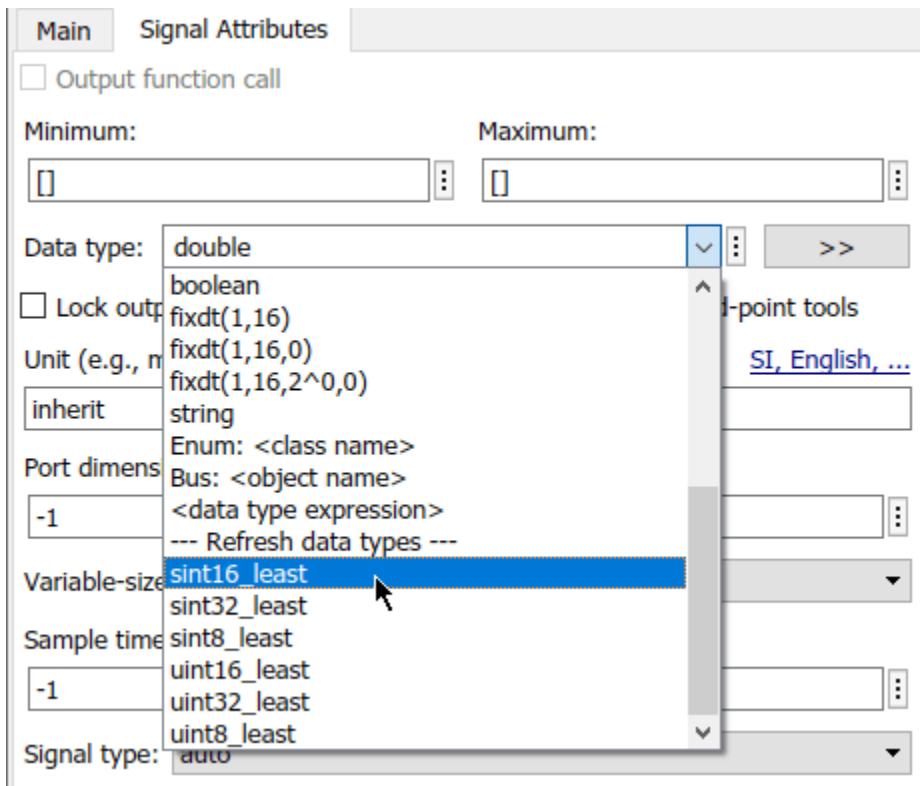 Main Signal Attributes
Output function call
Minimum: Maximum:
[] []
Data type: double >>
boolean
Lock outp d-point tools
fixdt(1,16)
fixdt(1,16,0)
Unit (e.g., m SI, English, ...
fixdt(1,16,2^0,0)
inherit string
Enum: <class name>
Port dimensi Bus: <object name>
-1 <data type expression>
--- Refresh data types ---
Variable-size sint16_least
sint32_least
Sample time sint8_least
-1 uint16_least
uint32_least
uint8_least
Signal type: auto